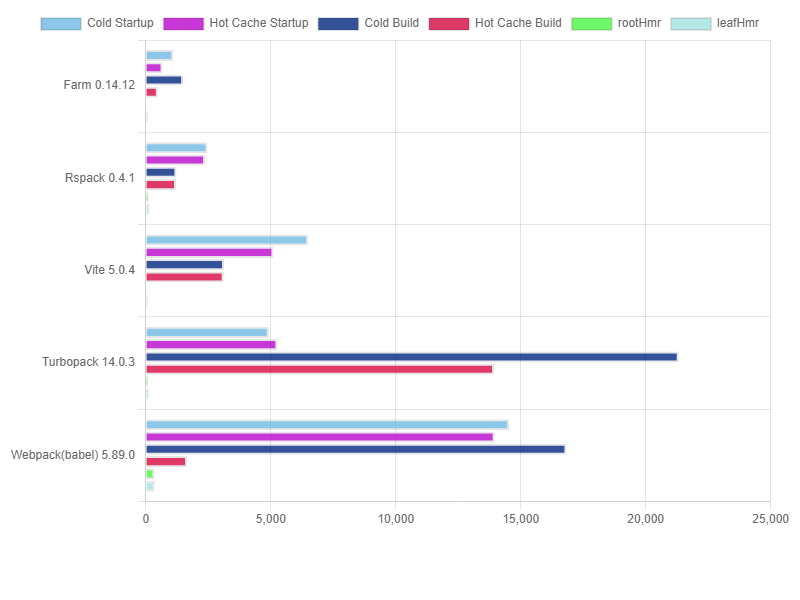 Cold Startup Hot Cache Startup Cold Build Hot Cache Build rootHmr leafHmr
Farm 0.14.12
Rspack 0.4.1
Vite 5.0.4
Turbopack 14.0.3
Webpack(babel) 5.89.0
0 5,000 10,000 15,000 20,000 25,000